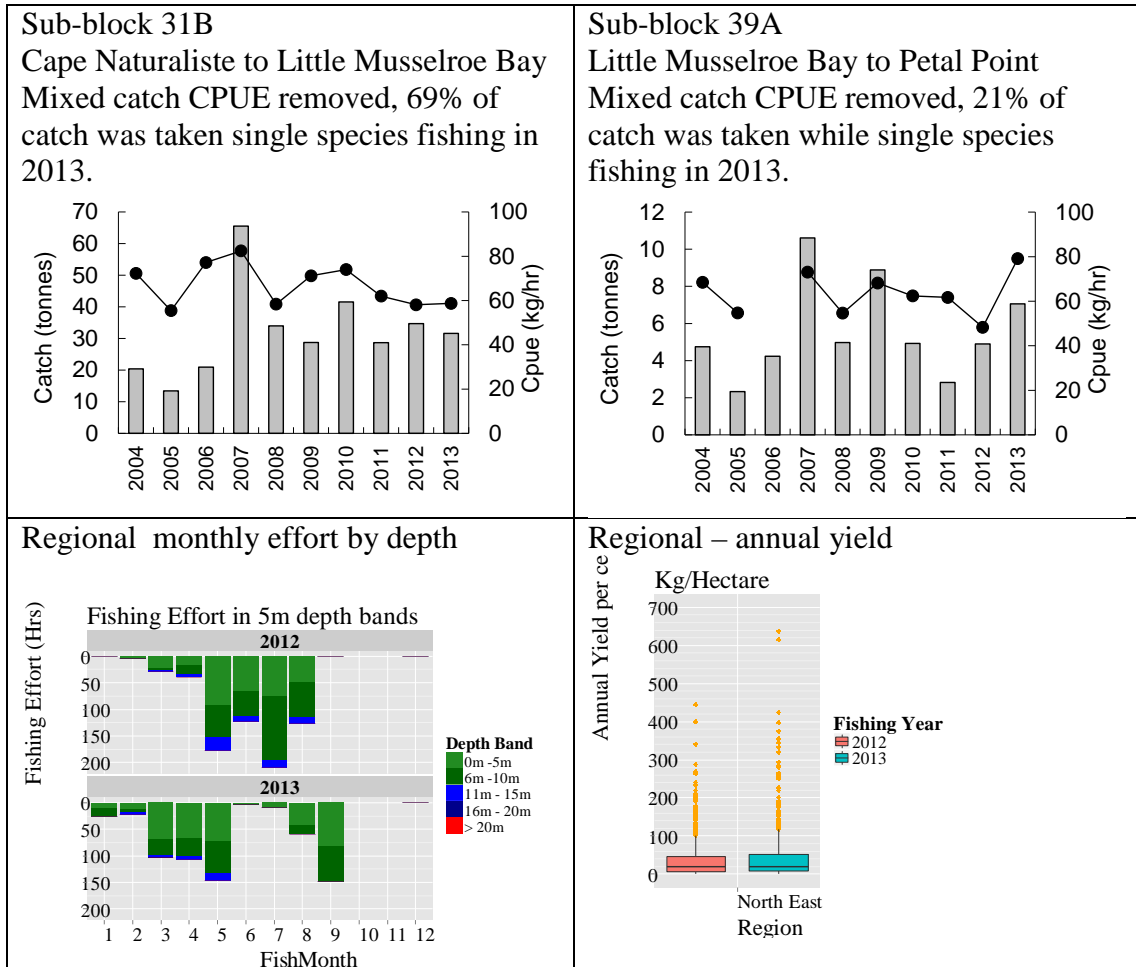 Sub-block 31B
Cape Naturaliste to Little Musselroe Bay
Mixed catch CPUE removed, 69% of
catch was taken single species fishing in
2013.
70
60
50
40
30
20
10
0
Catch (tonnes)
100
80
60
40
20
0
Cpue (kg/hr)
2004 2005 2006 2007 2008 2009 2010 2011 2012 2013
Sub-block 39A
Little Musselroe Bay to Petal Point
Mixed catch CPUE removed, 21% of
catch was taken while single species
fishing in 2013.
12
10
8
6
4
2
0
Catch (tonnes)
100
80
60
40
20
0
Cpue (kg/hr)
2004 2005 2006 2007 2008 2009 2010 2011 2012 2013
Regional monthly effort by depth
Fishing Effort in 5m depth bands
Fishing Effort (Hrs)
2012
0
50
100
150
200
2013
0
50
100
150
200
1 2 3 4 5 6 7 8 9 10 11 12
FishMonth
Depth Band
0m -5m
6m -10m
11m - 15m
16m - 20m
> 20m
Regional – annual yield
Kg/Hectare
Annual Yield per ce
700
600
500
400
300
200
100
0
North East
Region
Fishing Year
2012
2013